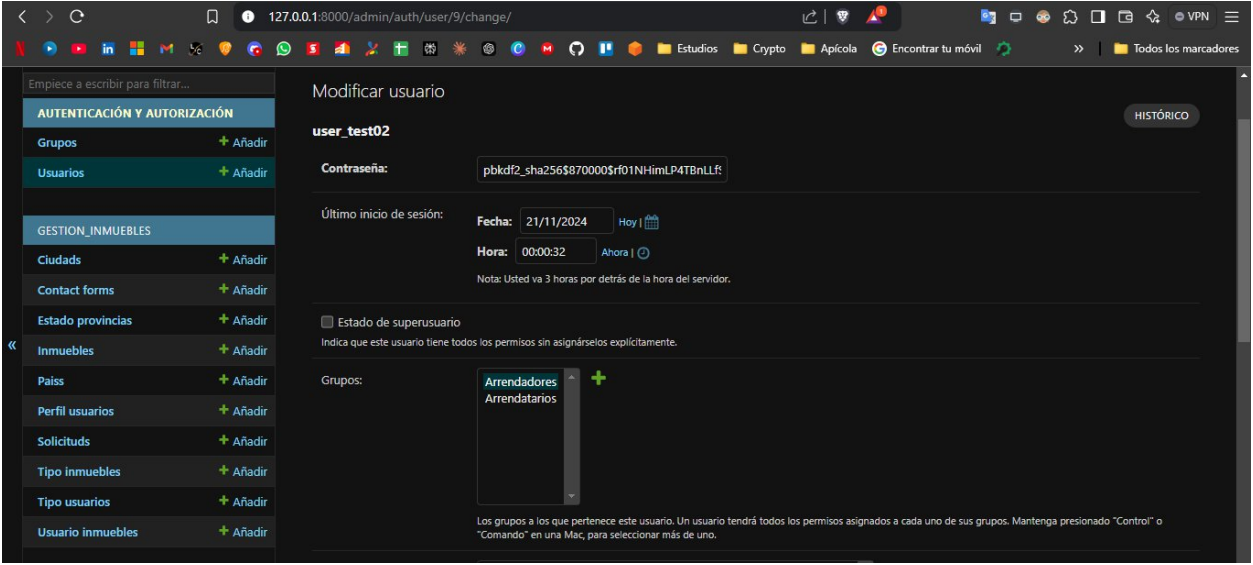 127.0.0.1:8000/admin/auth/user/9/change/
VPN
Estudios
Crypto
Apícola
Encontrar tu móvil
»
Todos los marcadores
Empiece a escribir para filtrar...
AUTENTICACIÓN Y AUTORIZACIÓN
Grupos + Añadir
Usuarios + Añadir
GESTION_INMUEBLES
Ciudads + Añadir
Contact forms + Añadir
Estado provincias + Añadir
Inmuebles + Añadir
Paiss + Añadir
Perfil usuarios + Añadir
Solicituds + Añadir
Tipo inmuebles + Añadir
Tipo usuarios + Añadir
Usuario inmuebles + Añadir
«
Modificar usuario
HISTÓRICO
user_test02
Contraseña: pbkdf2_sha256$870000$rf01NHimLP4TBnLLf
Último inicio de sesión: Fecha: 21/11/2024 Hoy |
Hora: 00:00:32 Ahora |
Nota: Usted va 3 horas por detrás de la hora del servidor.
Estado de superusuario
Indica que este usuario tiene todos los permisos sin asignárselos explícitamente.
Grupos: Arrendadores
Arrendatarios
Los grupos a los que pertenece este usuario. Un usuario tendrá todos los permisos asignados a cada uno de sus grupos. Mantenga presionado "Control" o
"Comando" en una Mac, para seleccionar más de uno.